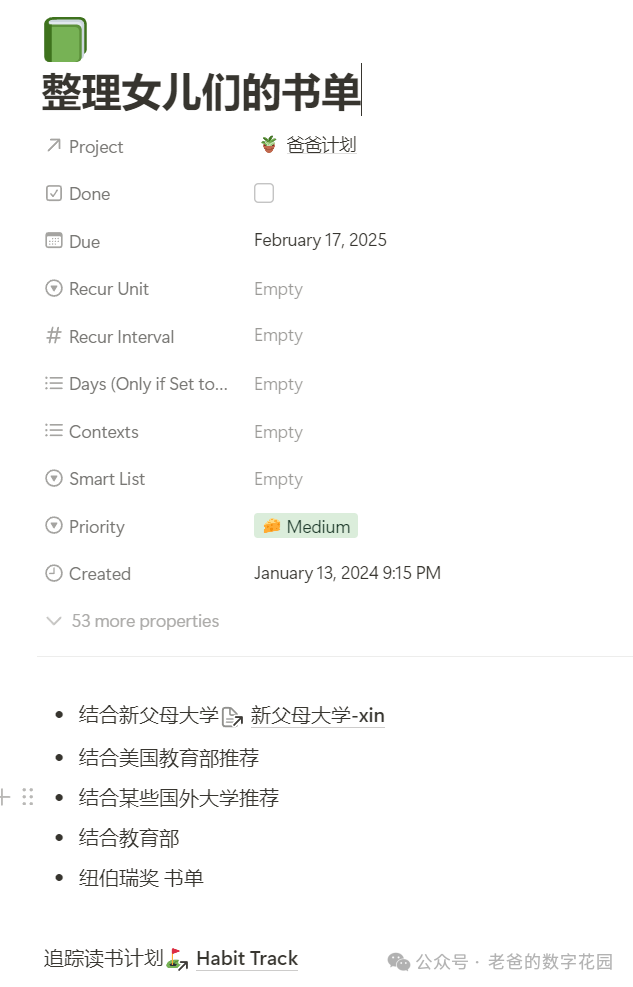 整理女儿们的书单
Project 爸爸计划
Done
Due February 17, 2025
Recur Unit Empty
Recur Interval Empty
Days (Only if Set to... Empty
Contexts Empty
Smart List Empty
Priority Medium
Created January 13, 2024 9:15 PM
53 more properties
结合新父母大学 新父母大学-xin
结合美国教育部推荐
结合某些国外大学推荐
结合教育部
纽伯瑞奖 书单
追踪读书计划 Habit Track
公众号 · 老爸的数字花园